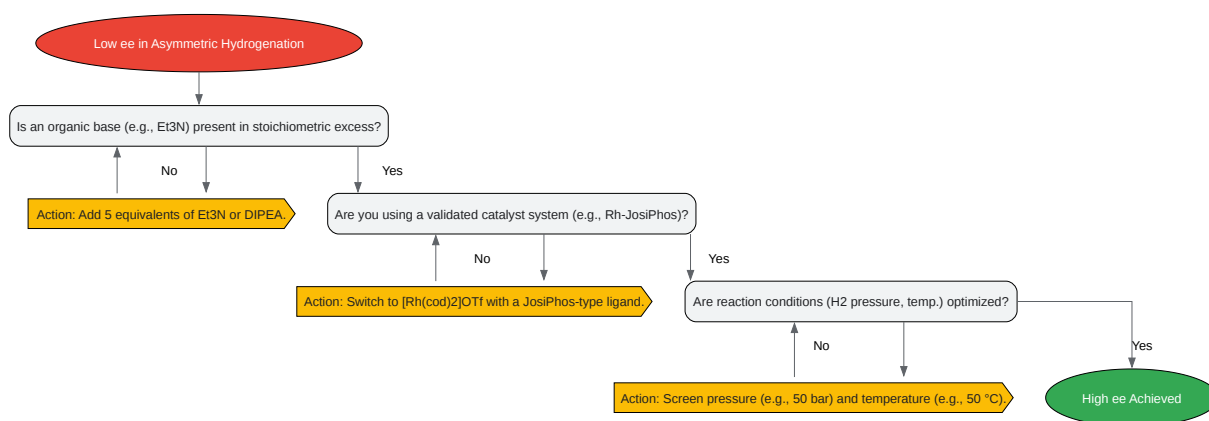 Low ee in Asymmetric Hydrogenation
Is an organic base (e.g., Et3N) present in stoichiometric excess?
No
Yes
Action: Add 5 equivalents of Et3N or DIPEA.
Are you using a validated catalyst system (e.g., Rh-JosiPhos)?
No
Yes
Action: Switch to [Rh(cod)2]OTf with a JosiPhos-type ligand.
Are reaction conditions (H2 pressure, temp.) optimized?
No
Yes
Action: Screen pressure (e.g., 50 bar) and temperature (e.g., 50 °C).
High ee Achieved